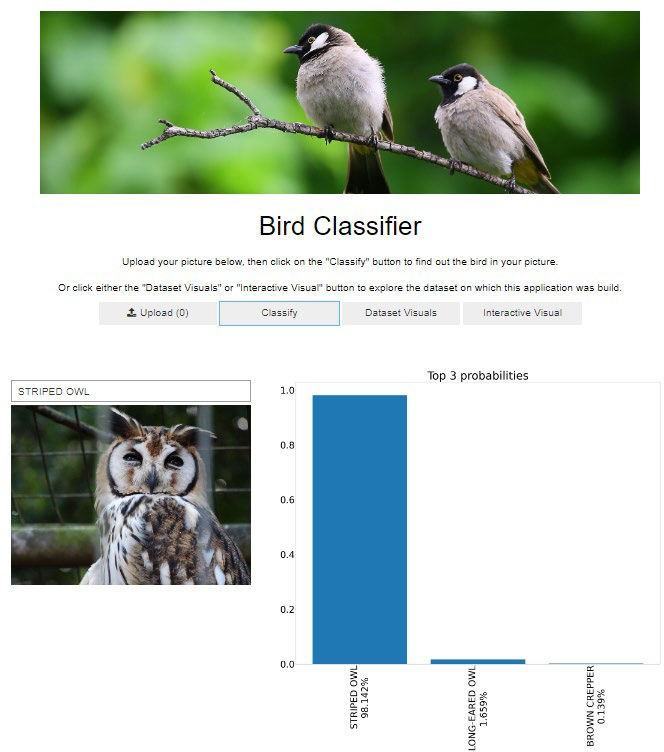 Bird Classifier
Upload your picture below, then click on the "Classify" button to find out the bird in your picture.
Or click either the "Dataset Visuals" or "Interactive Visual" button to explore the dataset on which this application was build.
Upload (0)
Classify
Dataset Visuals
Interactive Visual
STRIPED OWL
Top 3 probabilities
1.0
0.8
0.6
0.4
0.2
0.0
STRIPED OWL
98.142%
LONG-EARED OWL
1.659%
BROWN CREPPER
0.139%